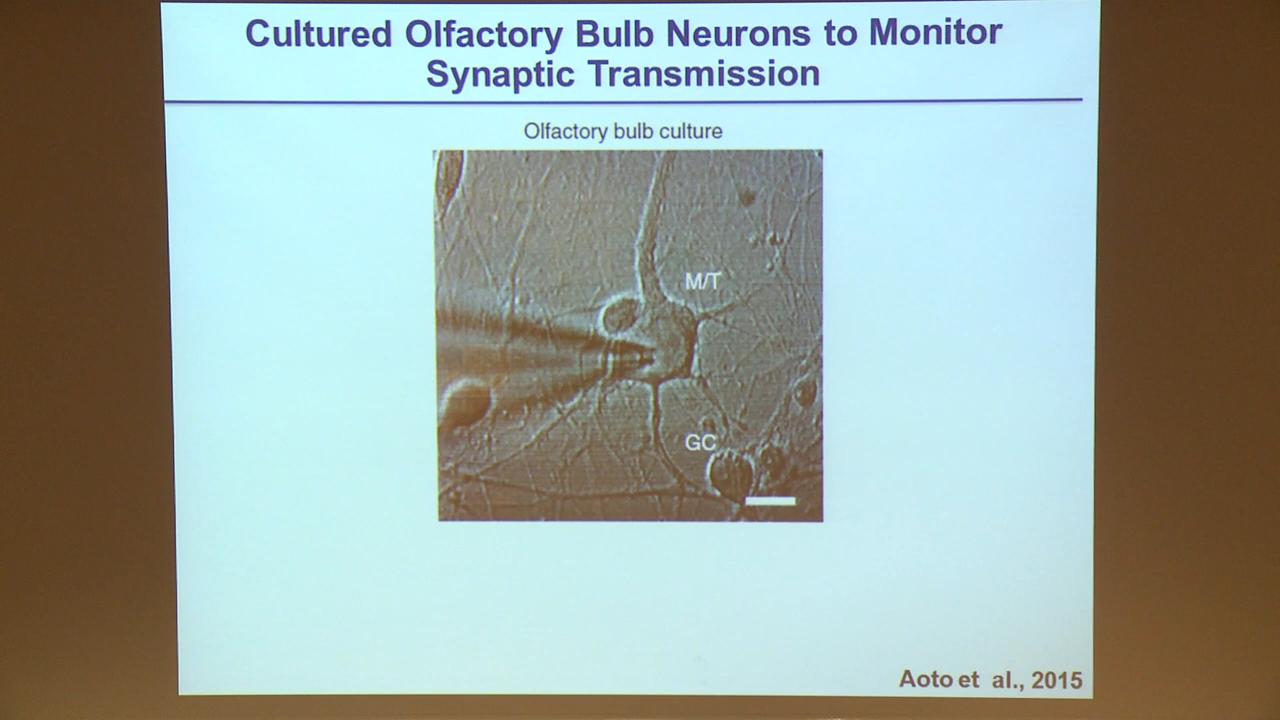 Cultured Olfactory Bulb Neurons to Monitor
Synaptic Transmission
Olfactory bulb culture
M/T
GC
Aoto et al., 2015